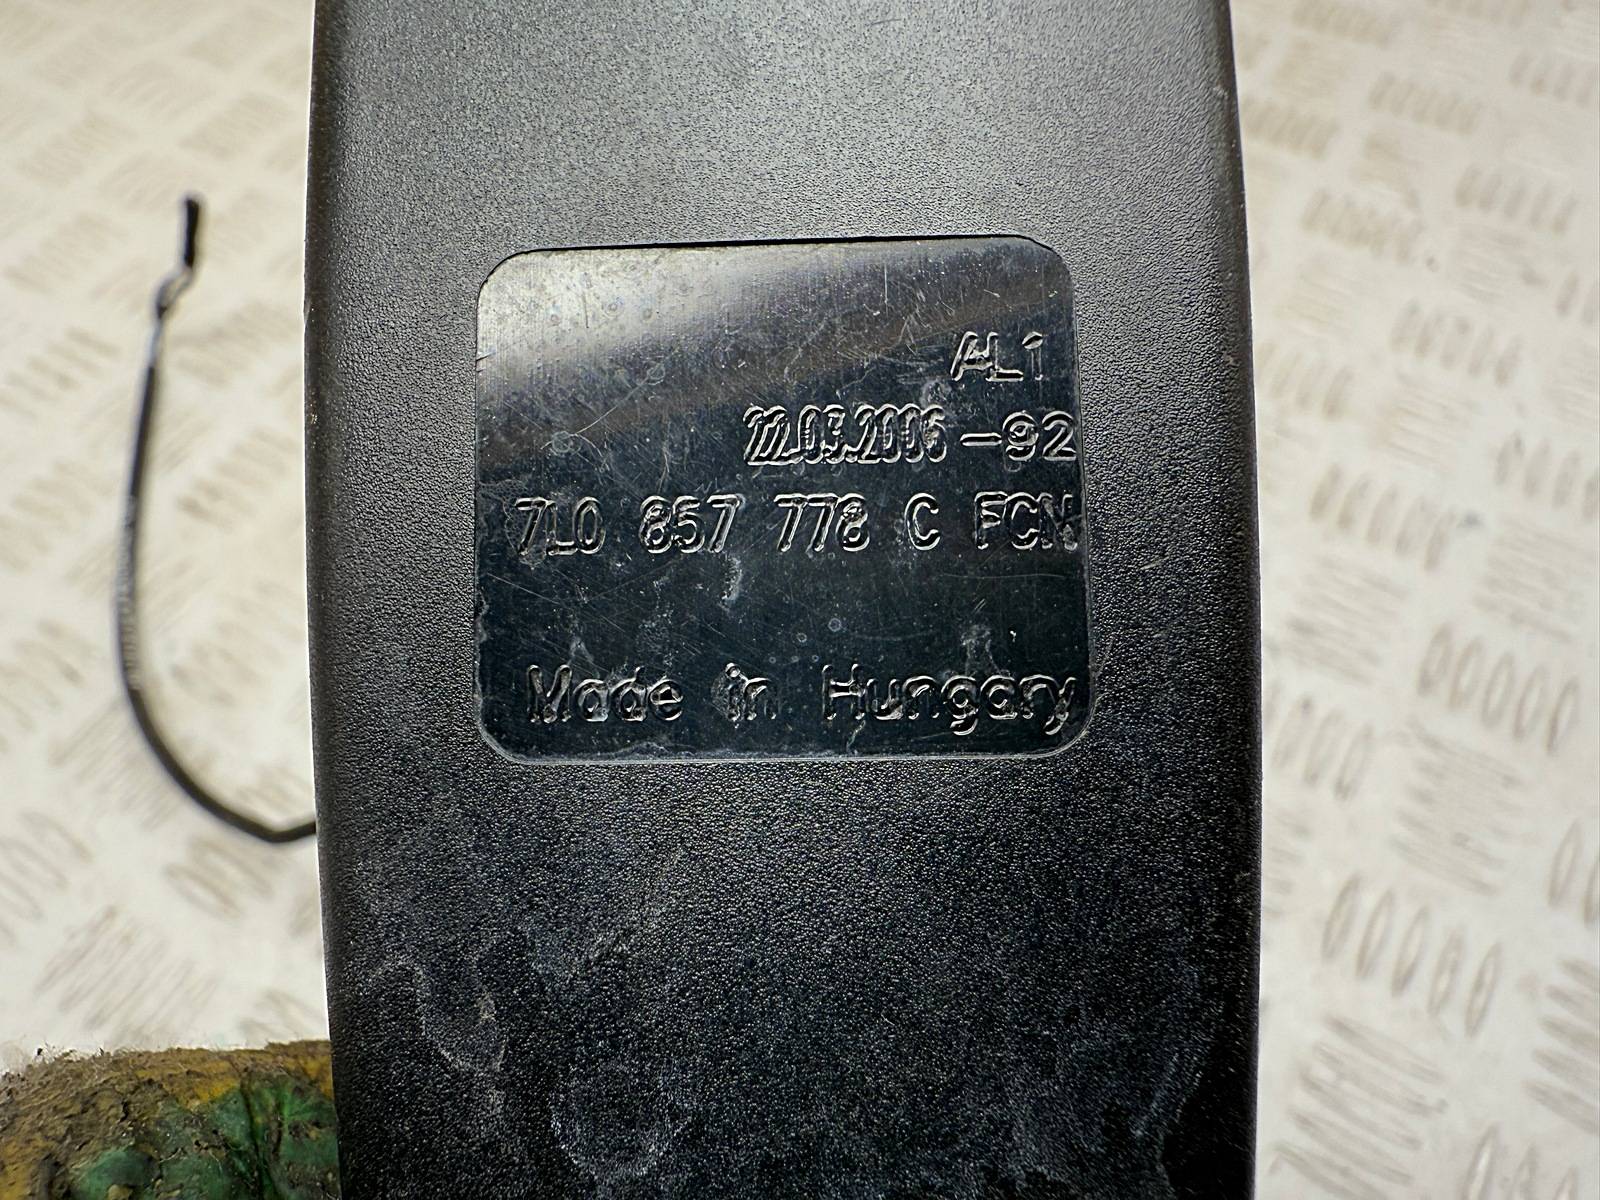 AL1
22.03.2006 -92
7L0 857 778 C FCN
Made in Hungary